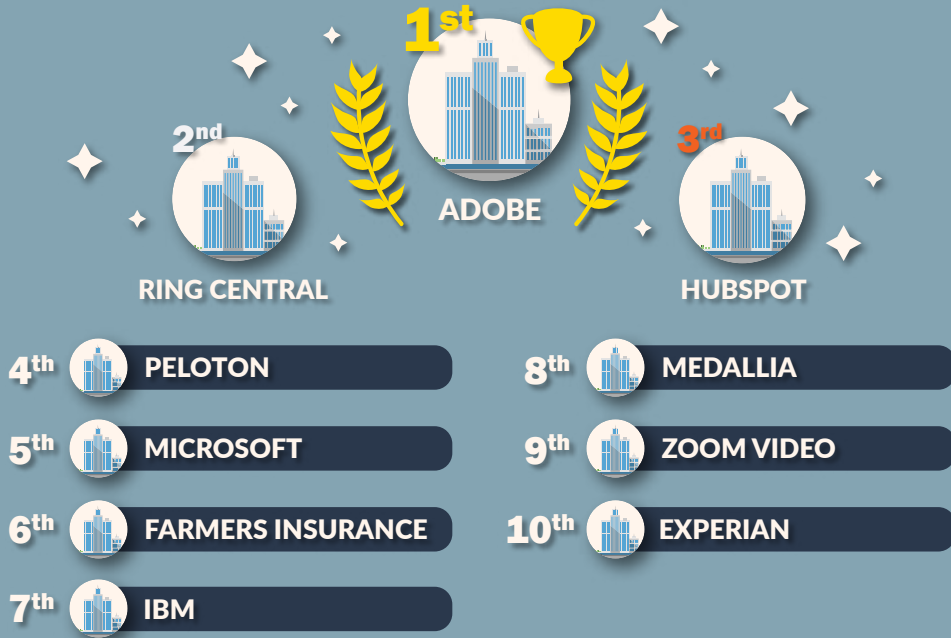 1st
ADOBE
2nd
RING CENTRAL
3rd
HUBSPOT
4th
PELOTON
5th
MICROSOFT
6th
FARMERS INSURANCE
7th
IBM
8th
MEDALLIA
9th
ZOOM VIDEO
10th
EXPERIAN